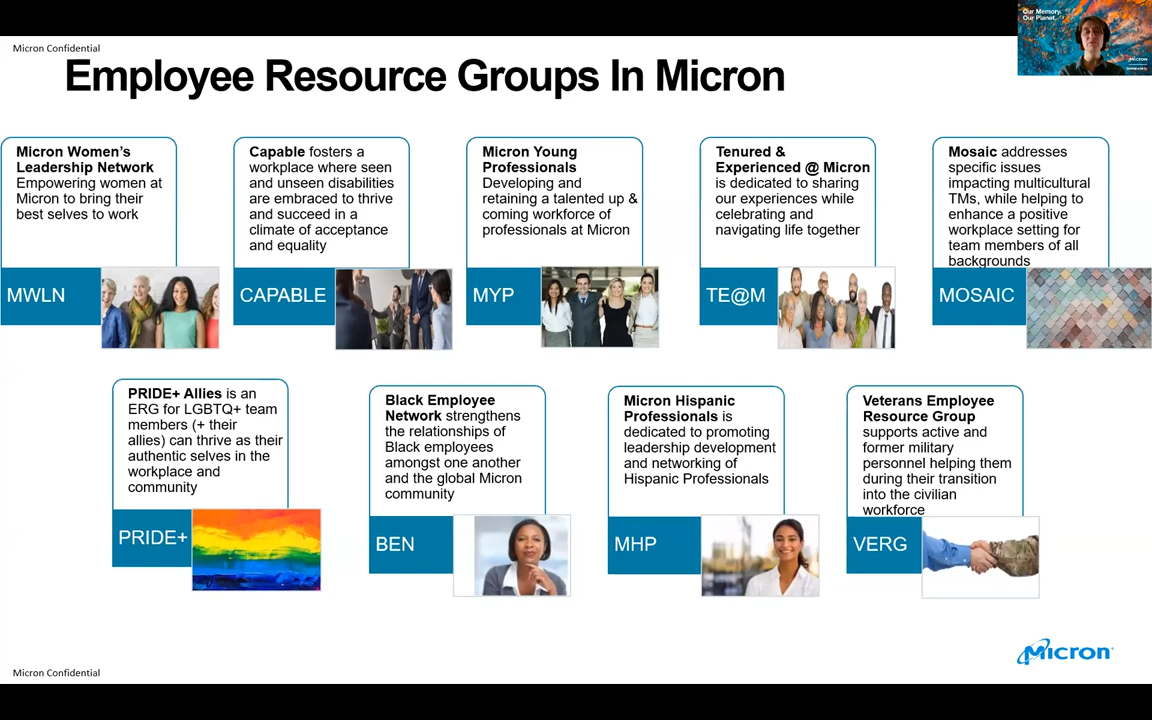 Micron Confidential
Employee Resource Groups In Micron
Our Memory.
Our Planet.
Micron
Micron Women's
Leadership Network
Empowering women at
Micron to bring their
best selves to work
MWLN
Capable fosters a
workplace where seen
and unseen disabilities
are embraced to thrive
and succeed in a
climate of acceptance
and equality
CAPABLE
Micron Young
Professionals
Developing and
retaining a talented up &
coming workforce of
professionals at Micron
MYP
Tenured &
Experienced @ Micron
is dedicated to sharing
our experiences while
celebrating and
navigating life together
TE@M
Mosaic addresses
specific issues
impacting multicultural
TMs, while helping to
enhance a positive
workplace setting for
team members of all
backgrounds
MOSAIC
PRIDE+ Allies is an
ERG for LGBTQ+ team
members (+ their
allies) can thrive as their
authentic selves in the
workplace and
community
PRIDE+
Black Employee
Network strengthens
the relationships of
Black employees
amongst one another
and the global Micron
community
BEN
Micron Hispanic
Professionals is
dedicated to promoting
leadership development
and networking of
Hispanic Professionals
MHP
Veterans Employee
Resource Group
supports active and
former military
personnel helping them
during their transition
into the civilian
workforce
VERG
Micron
Micron Confidential